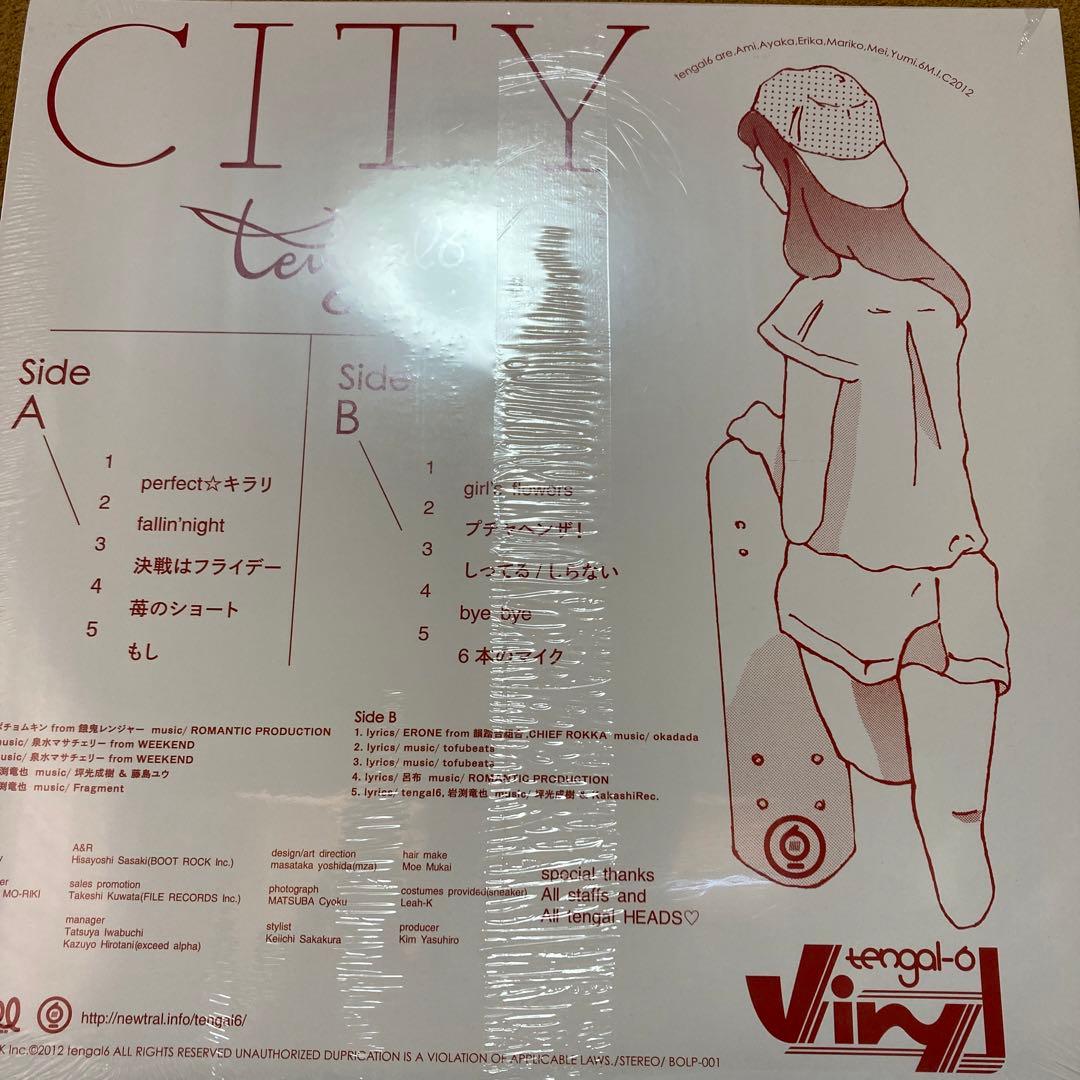 CITY
tengal6 are,Ami,Ayaka,Erika,Mariko,Mei,Yumi,6M.I.C2012
Side
A
1
perfect☆キラリ
2
fallin'night
3
決戦はフライデー
4
苺のショート
5
もし
Side
B
1
girl's flowers
2
プチャヘンザ!
3
しってる/しらない
4
bye bye
5
6本のマイク
ポチョムキン from 餓鬼レンジャー music/ ROMANTIC PRODUCTION
music/ 泉水マサチェリー from WEEKEND
music/ 泉水マサチェリー from WEEKEND
渕竜也 music/ 坪光成樹 & 藤島ユウ
渕竜也 music/ Fragment
Side B
1. lyrics/ ERONE from 韻踏合組合 ,CHIEF ROKKA music/ okadada
2. lyrics/ music/ tofubeats
3. lyrics/ music/ tofubeats
4. lyrics/ 呂布 music/ ROMANTIC PRODUCTION
5. lyrics/ tengal6, 岩渕竜也 music/ 坪光成樹 & KakashiRec.
A&R
Hisayoshi Sasaki(BOOT ROCK Inc.)
MO-RIKI
sales promotion
Takeshi Kuwata(FILE RECORDS Inc.)
manager
Tatsuya Iwabuchi
Kazuyo Hirotani(exceed alpha)
design/art direction
masataka yoshida(mza)
photograph
MATSUBA Cyoku
stylist
Keiichi Sakakura
hair make
Moe Mukai
costumes provided(sneaker)
Leah-K
producer
Kim Yasuhiro
special thanks
All staffs and
All tengal HEADS♡
tengal-6
Vinyl
http://newtral.info/tengal6/
K Inc.©2012 tengal6 ALL RIGHTS RESERVED UNAUTHORIZED DUPRICATION IS A VIOLATION OF APPLICABLE LAWS./STEREO/ BOLP-001